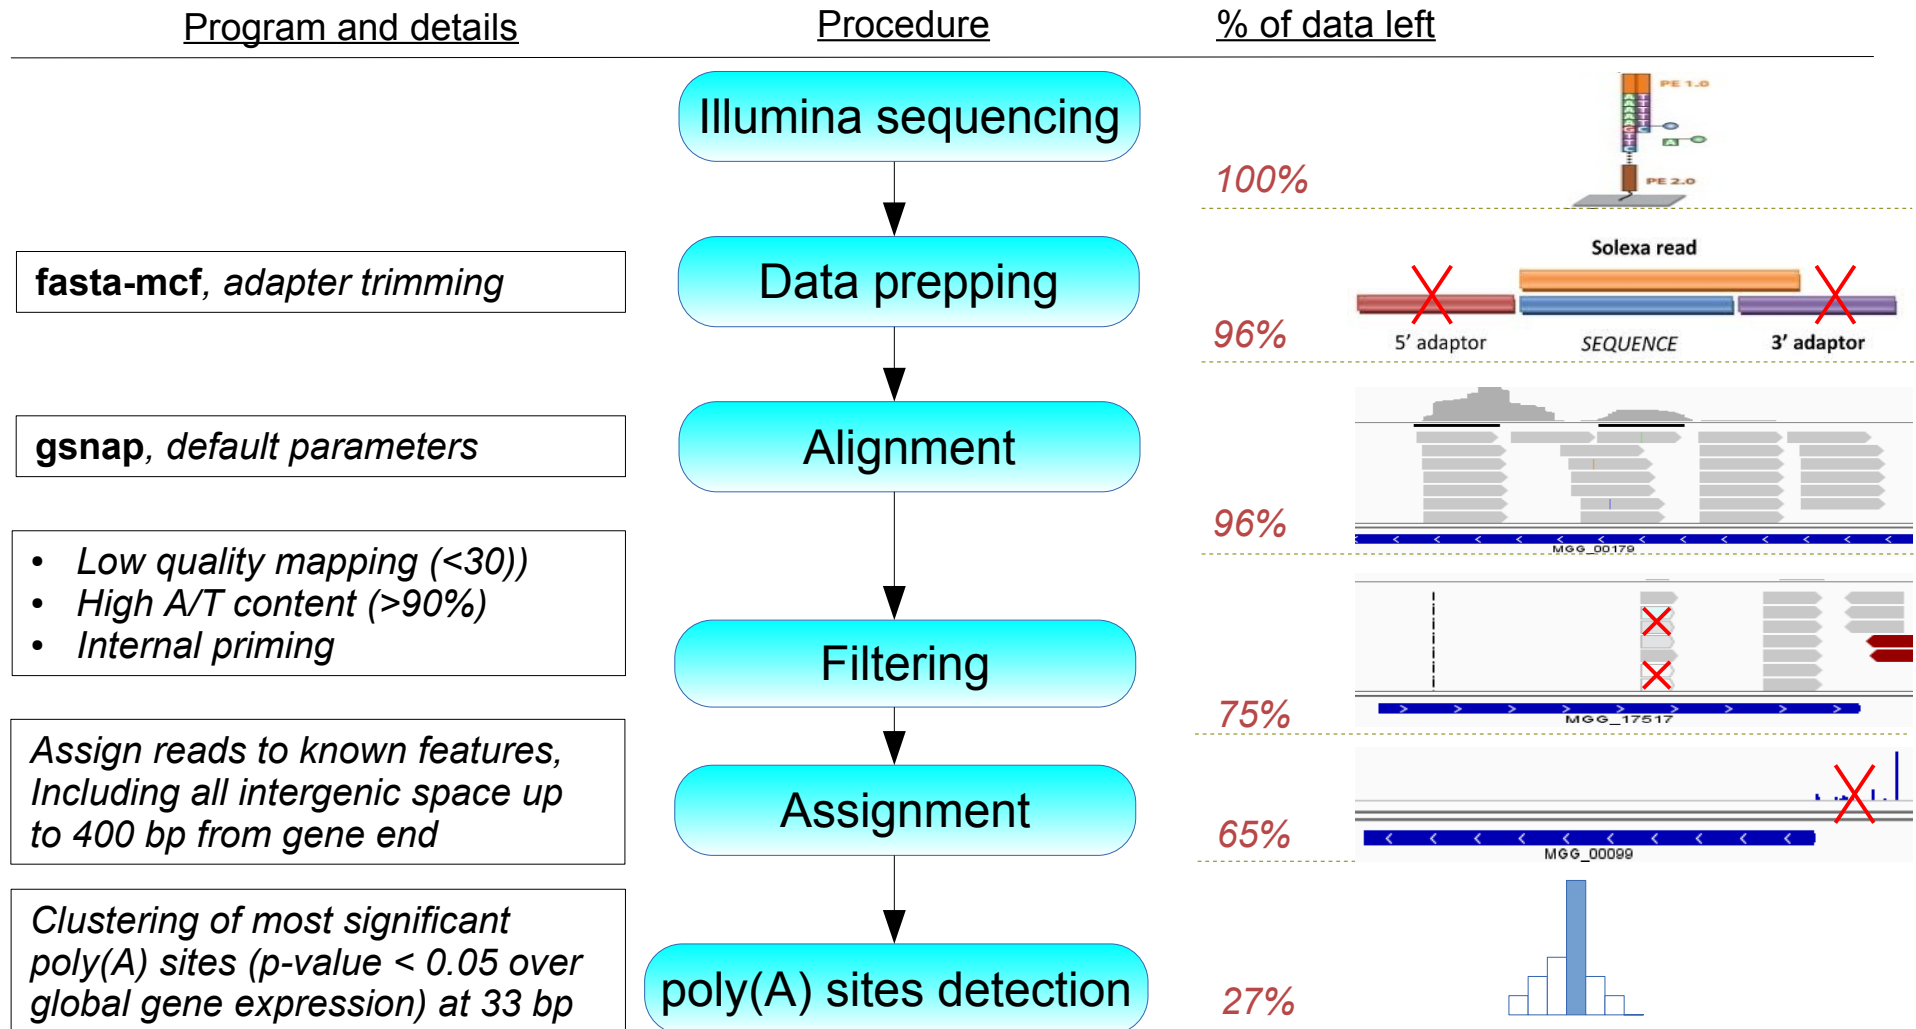 Program and details
Procedure
% of data left
Illumina sequencing
100%
PE 1.0
A
A
A
A
G
T
C
T
T
T
T
C
A
PE 2.0
fasta-mcf, adapter trimming
Data prepping
96%
Solexa read
5’ adaptor
SEQUENCE
3’ adaptor
gsnap, default parameters
Alignment
96%
MGG_00179
• Low quality mapping (<30))
• High A/T content (>90%)
• Internal priming
Filtering
75%
MGG_17517
Assign reads to known features,
Including all intergenic space up
to 400 bp from gene end
Assignment
65%
MGG_00099
Clustering of most significant
poly(A) sites (p-value < 0.05 over
global gene expression) at 33 bp
poly(A) sites detection
27%